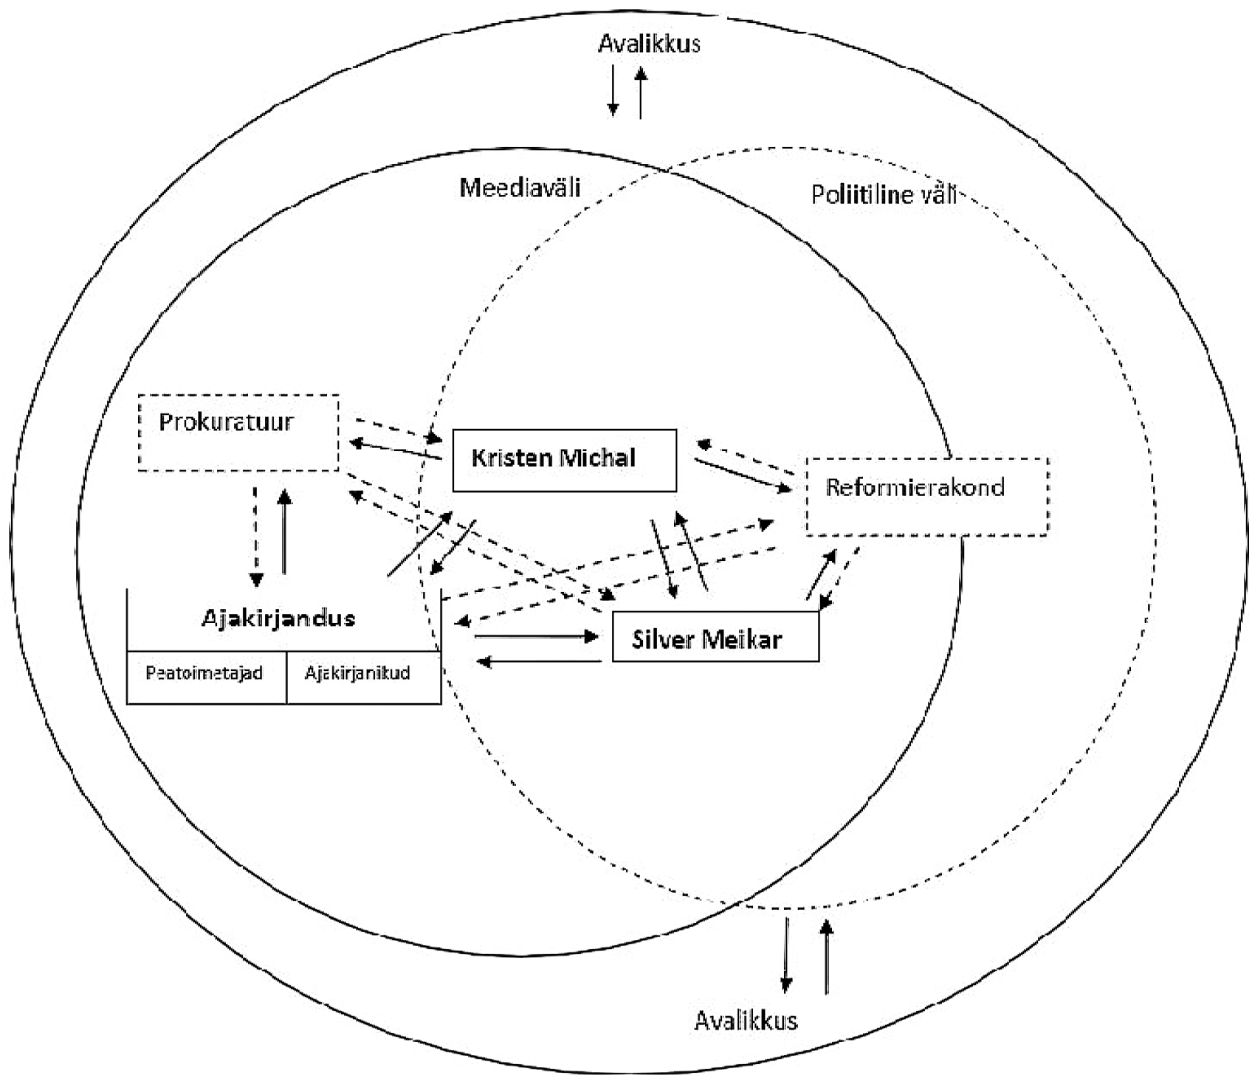 Avalikkus
Meediaväli
Poliitiline väli
Prokuratuur
Kristen Michal
Reformierakond
Ajakirjandus
Silver Meikar
Peatoimetajad
Ajakirjanikud
Avalikkus